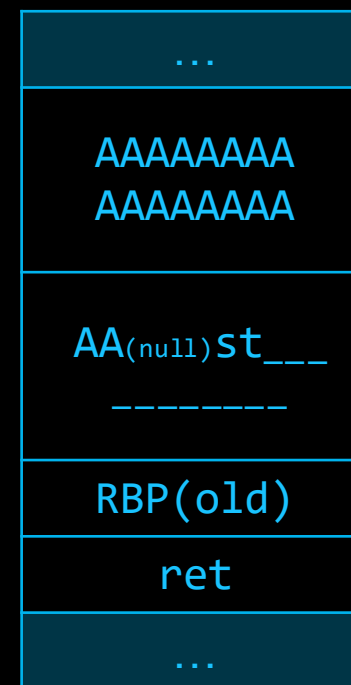 ...
AAAAAAAA
AAAAAAAA
AA(null)st___
________
RBP(old)
ret
...